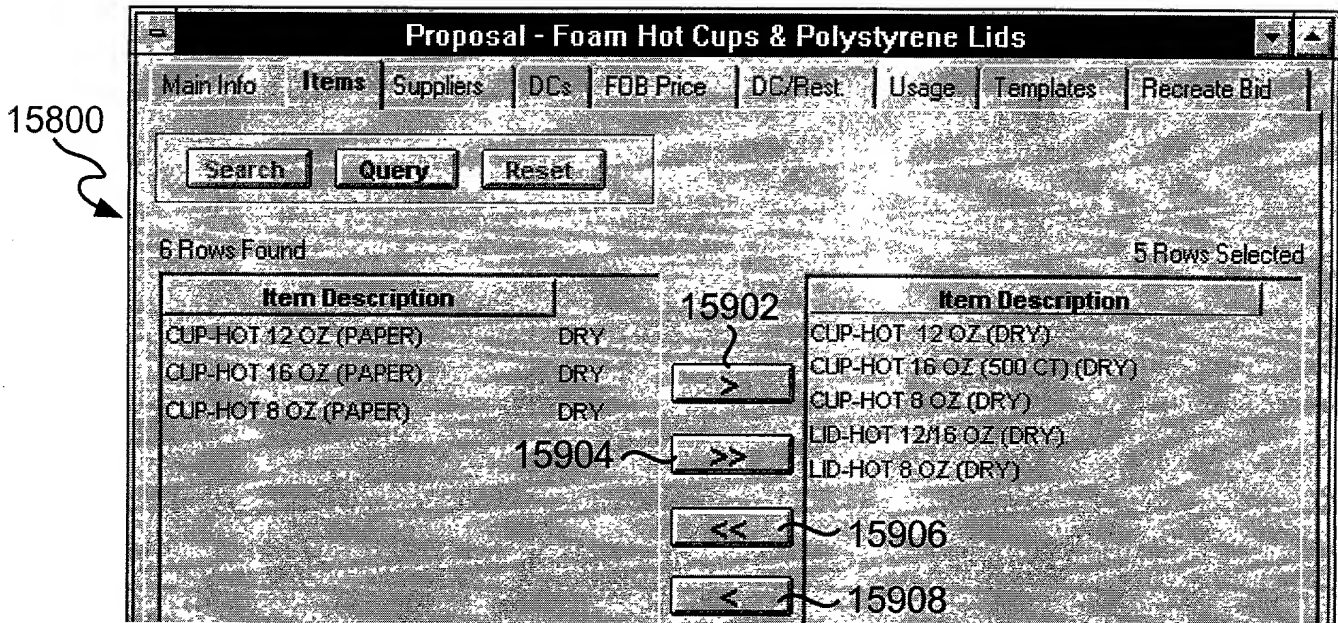 Proposal - Foam Hot Cups & Polystyrene Lids
Main Info Items Suppliers DCs FOB Price DC/Rest. Usage Templates Recreate Bid
15800
Search Query Reset
6 Rows Found 5 Rows Selected
Item Description Item Description
15902
CUP-HOT 12 OZ (PAPER) DRY CUP-HOT 12 OZ (DRY)
CUP-HOT 16 OZ (PAPER) DRY > CUP-HOT 16 OZ (500 CT) (DRY)
CUP-HOT 8 OZ (PAPER) DRY CUP-HOT 8 OZ (DRY)
15904 >> LID-HOT 12/16 OZ (DRY)
LID-HOT 8 OZ (DRY)
<< 15906
< 15908